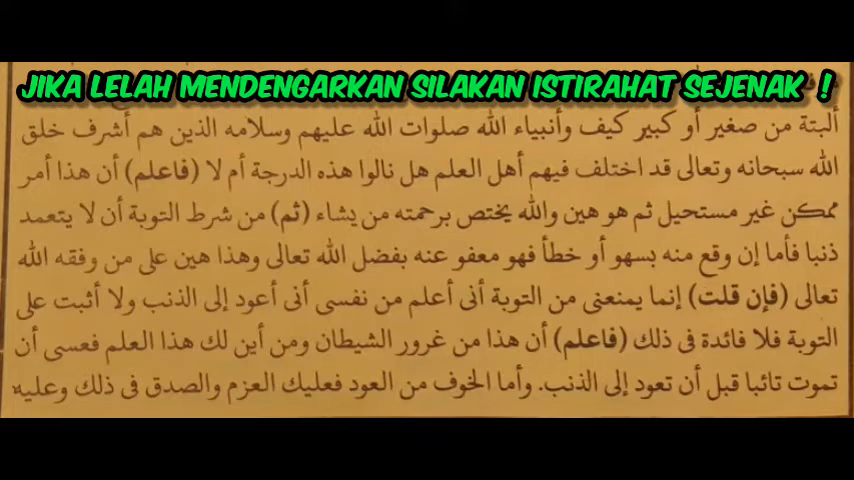 JIKA LELAH MENDENGARKAN SILAKAN ISTIRAHAT SEJENAK !
ألبتة من صغير أو كبير كيف وأنبياء الله صلوات الله عليهم وسلامه الذين هم أشرف خلق
الله سبحانه وتعالى قد اختلف فيهم أهل العلم هل نالوا هذه الدرجة أم لا (فاعلم) أن هذا أمر
ممكن غير مستحيل ثم هو هين والله يختص برحمته من يشاء (ثم) من شرط التوبة أن لا يتعمد
ذنبا فأما إن وقع منه بسهو أو خطأ فهو معفو عنه بفضل الله تعالى وهذا هين على من وفقه الله
تعالى (فإن قلت) إنما يمنعنى من التوبة أنى أعلم من نفسى أنى أعود إلى الذنب ولا أثبت على
التوبة فلا فائدة فى ذلك (فاعلم) أن هذا من غرور الشيطان ومن أين لك هذا العلم فعسى أن
تموت تائبا قبل أن تعود إلى الذنب. وأما الخوف من العود فعليك العزم والصدق فى ذلك وعليه